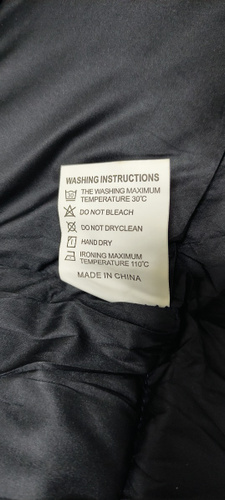 WASHING INSTRUCTIONS
THE WASHING MAXIMUM
TEMPERATURE 30℃
DO NOT BLEACH
DO NOT DRYCLEAN
HAND DRY
IRONING MAXIMUM
TEMPERATURE 110℃
MADE IN CHINA